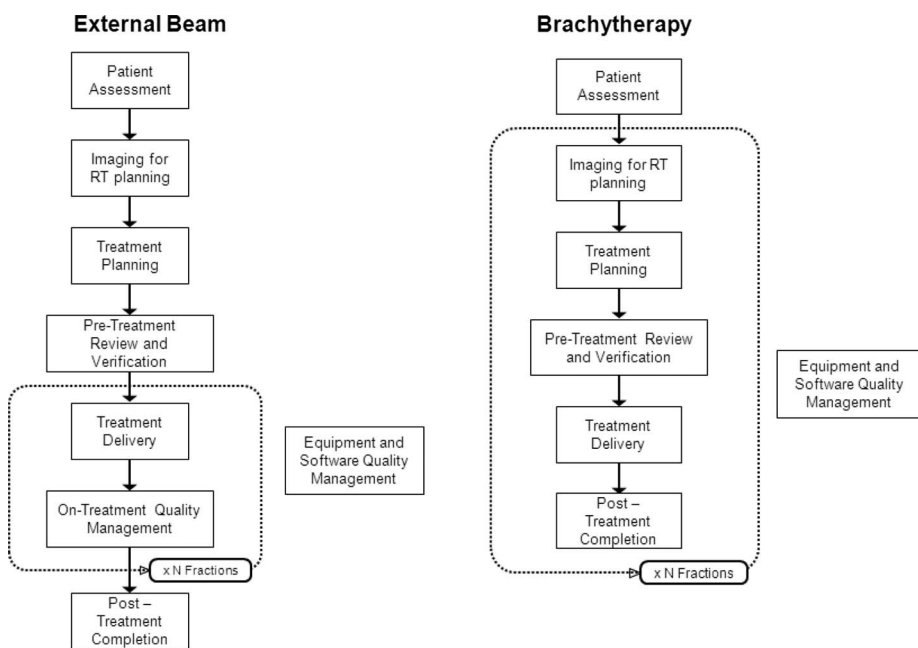 External Beam
Patient
Assessment
Imaging for
RT planning
Treatment
Planning
Pre-Treatment
Review and
Verification
Treatment
Delivery
On-Treatment Quality
Management
x N Fractions
Post –
Treatment
Completion
Equipment and
Software Quality
Management
Brachytherapy
Patient
Assessment
Imaging for RT
planning
Treatment
Planning
Pre-Treatment Review
and Verification
Treatment
Delivery
Post –
Treatment
Completion
x N Fractions
Equipment and
Software Quality
Management